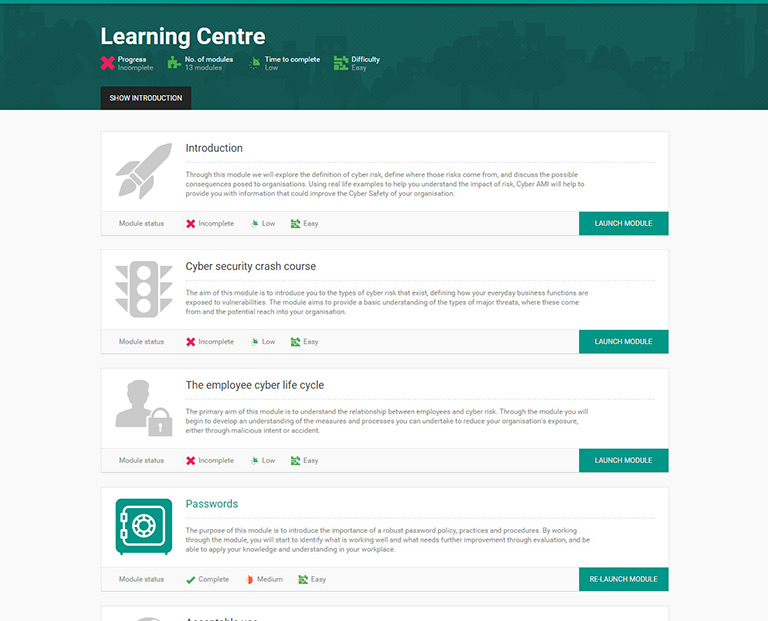 Learning Centre
Progress
Incomplete
No. of modules
13 modules
Time to complete
Low
Difficulty
Easy
SHOW INTRODUCTION
Introduction
Through this module we will explore the definition of cyber risk, define where those risks come from, and discuss the possible
consequences posed to organisations. Using real life examples to help you understand the impact of risk, Cyber AMI will help to
provide you with information that could improve the Cyber Safety of your organisation.
Module status Incomplete Low Easy LAUNCH MODULE
Cyber security crash course
The aim of this module is to introduce you to the types of cyber risk that exist, defining how your everyday business functions are
exposed to vulnerabilities. The module aims to provide a basic understanding of the types of major threats, where these come
from and the potential reach into your organisation.
Module status Incomplete Low Easy LAUNCH MODULE
The employee cyber life cycle
The primary aim of this module is to understand the relationship between employees and cyber risk. Through the module you will
begin to develop an understanding of the measures and processes you can undertake to reduce your organisation's exposure,
either through malicious intent or accident.
Module status Incomplete Low Easy LAUNCH MODULE
Passwords
The purpose of this module is to introduce the importance of a robust password policy, practices and procedures. By working
through the module, you will start to identify what is working well and what needs further improvement through evaluation, and be
able to apply your knowledge and understanding in your workplace.
Module status Complete Medium Easy RE-LAUNCH MODULE